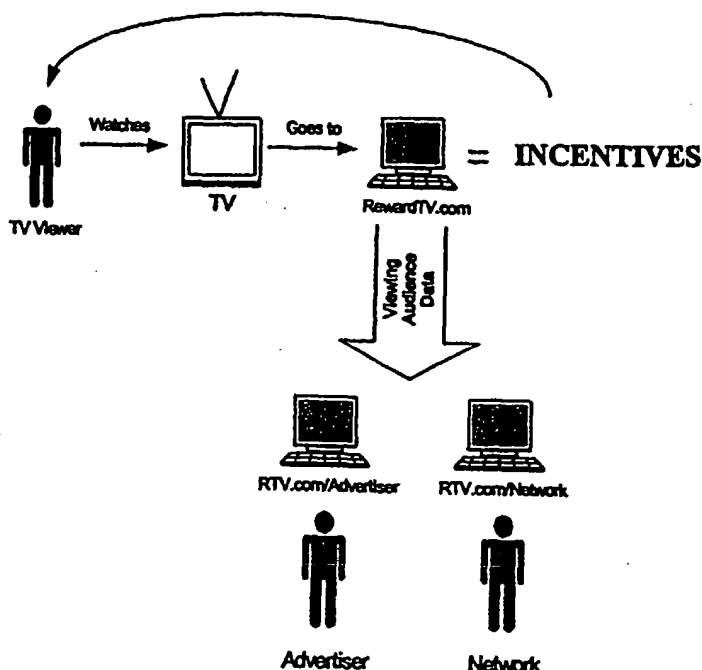 Watches
Goes to
= INCENTIVES
TV
TV Viewer
RewardTV.com
Viewing
Audience
Data
RTV.com/Advertiser
RTV.com/Network
Advertiser
Network